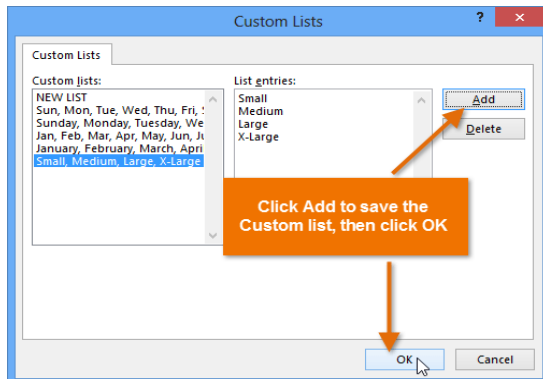 Custom Lists
?
Custom Lists
Custom lists:
NEW LIST
Sun, Mon, Tue, Wed, Thu, Fri, S
Sunday, Monday, Tuesday, We
Jan, Feb, Mar, Apr, May, Jun, Ju
January, February, March, Apri
Small, Medium, Large, X-Large
List entries:
Small
Medium
Large
X-Large
Add
Delete
Click Add to save the
Custom list, then click OK
OK
Cancel